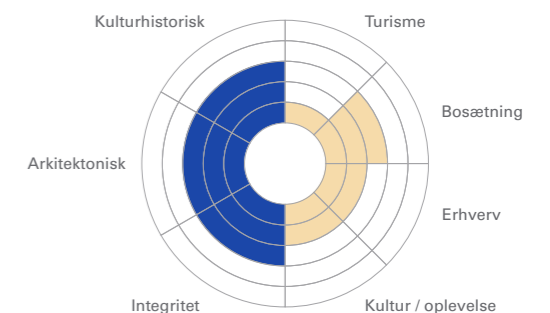 Kulturhistorisk
Turisme
Bosætning
Arkitektonisk
Erhverv
Integritet
Kultur / oplevelse